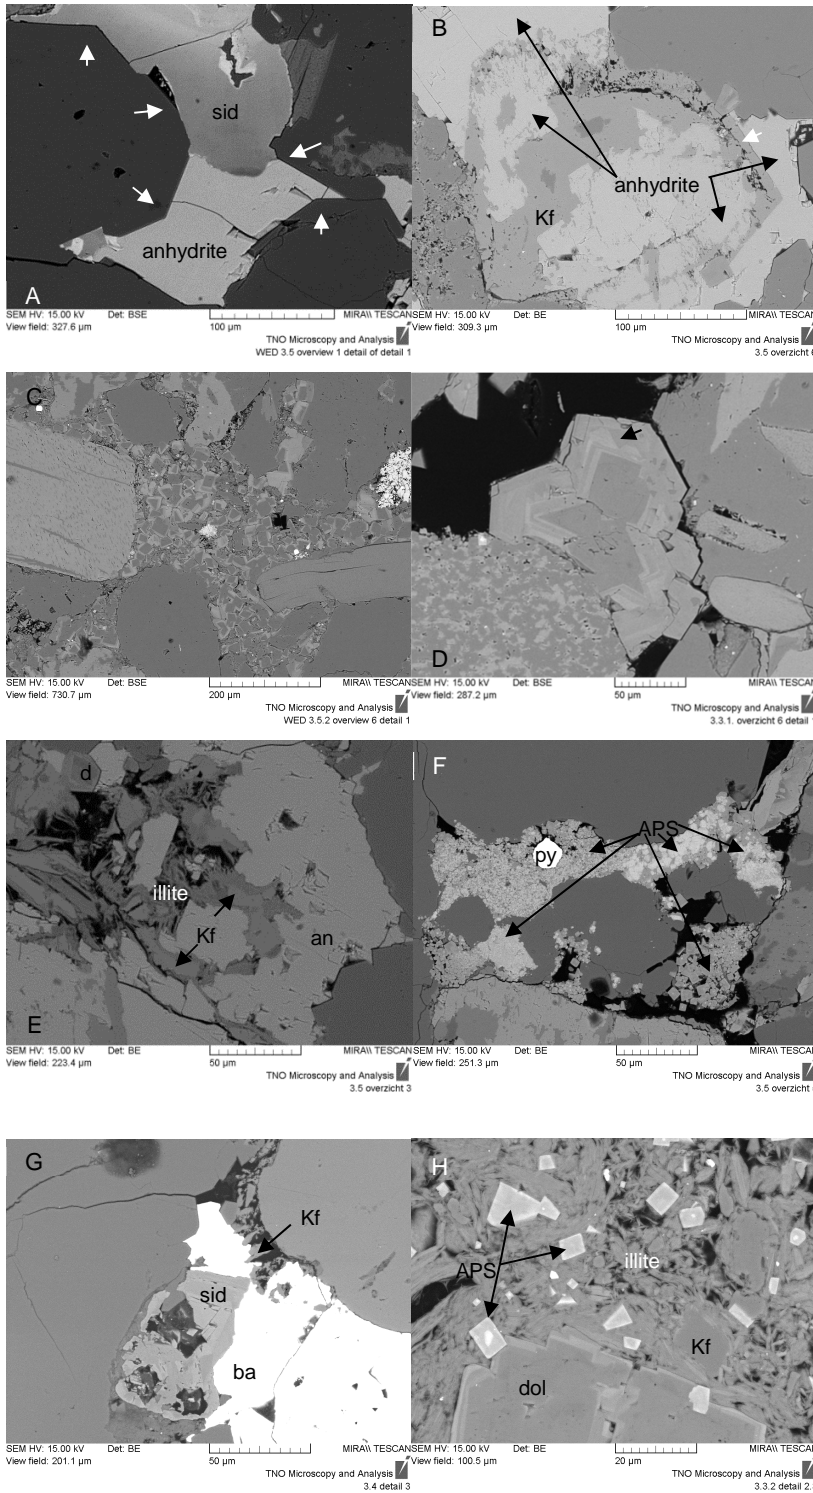 sid
anhydrite
A
SEM HV: 15.00 kV Det: BSE MIRA\\ TESCAN
View field: 327.6 µm 100 µm
TNO Microscopy and Analysis
WED 3.5 overview 1 detail of detail 1
B
anhydrite
Kf
SEM HV: 15.00 kV Det: BE MIRA\\ TESCAN
View field: 309.3 µm 100 µm
TNO Microscopy and Analysis
3.5 overzicht
C
SEM HV: 15.00 kV Det: BSE MIRA\\ TESCAN
View field: 730.7 µm 200 µm
TNO Microscopy and Analysis
WED 3.5.2 overview 6 detail 1
D
SEM HV: 15.00 kV Det: BSE MIRA\\ TESCAN
View field: 287.2 µm 50 µm
TNO Microscopy and Analysis
3.3.1. overzicht 6 detail
d
illite
Kf
an
E
SEM HV: 15.00 kV Det: BE MIRA\\ TESCAN
View field: 223.4 µm 50 µm
TNO Microscopy and Analysis
3.5 overzicht 3
F
APS
py
SEM HV: 15.00 kV Det: BE MIRA\\ TESCAN
View field: 251.3 µm 50 µm
TNO Microscopy and Analysis
3.5 overzicht
G
Kf
sid
ba
SEM HV: 15.00 kV Det: BE MIRA\\ TESCAN
View field: 201.1 µm 50 µm
TNO Microscopy and Analysis
3.4 detail 3
H
illite
APS
Kf
dol
SEM HV: 15.00 kV Det: BE MIRA\\ TESCAN
View field: 100.5 µm 20 µm
TNO Microscopy and Analysis
3.3.2 detail 2.